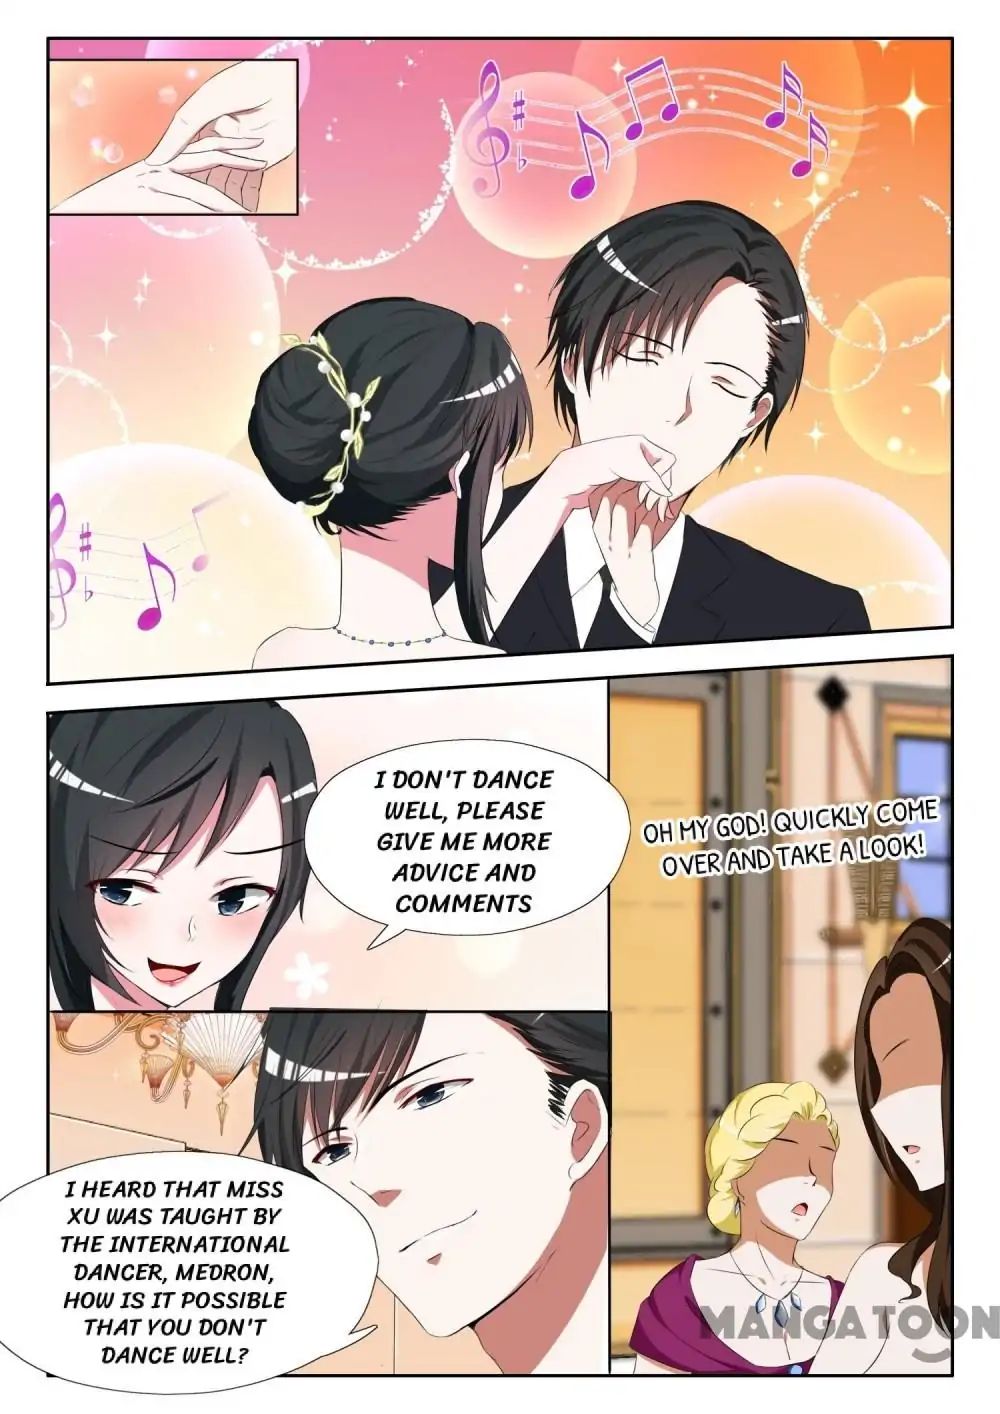 I DON'T DANCE
WELL, PLEASE
GIVE ME MORE
ADVICE AND
COMMENTS
OH MY GOD! QUICKLY COME
OVER AND TAKE A LOOK!
I HEARD THAT MISS
XU WAS TAUGHT BY
THE INTERNATIONAL
DANCER, MEDRON,
HOW IS IT POSSIBLE
THAT YOU DON'T
DANCE WELL?
MANGATOON